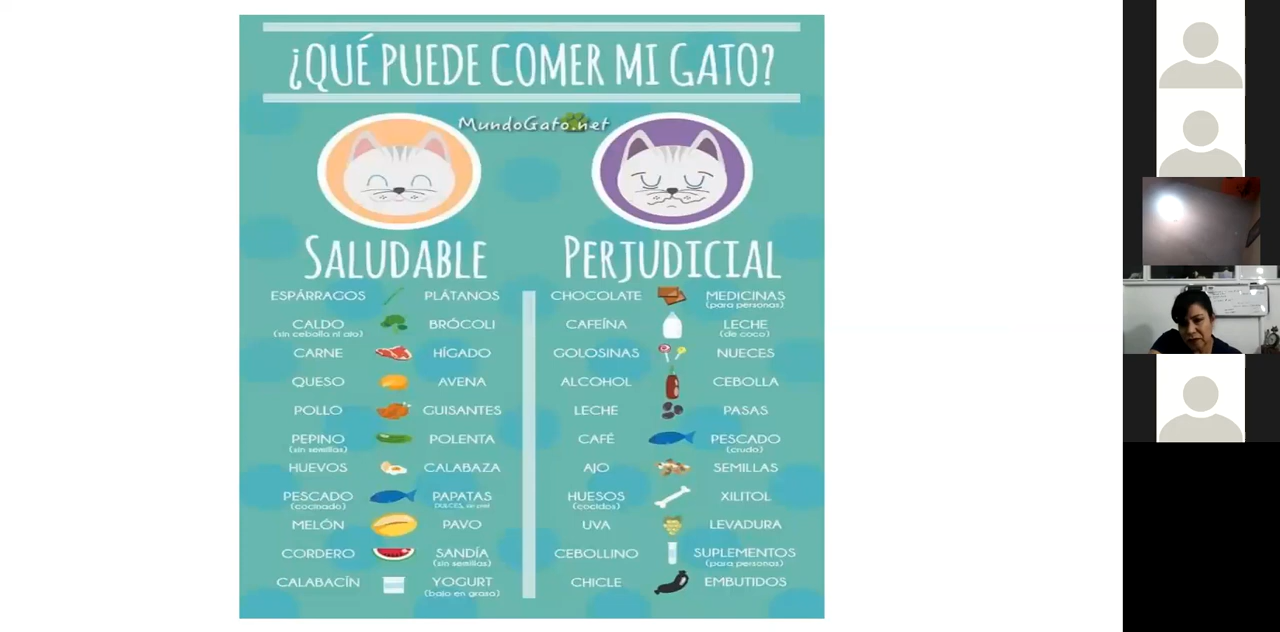 ¿QUÉ PUEDE COMER MI GATO?
MundoGato.net
SALUDABLE
ESPÁRRAGOS PLÁTANOS
CALDO BRÓCOLI
(sin cebolla ni ajo)
CARNE HÍGADO
QUESO AVENA
POLLO GUISANTES
PEPINO POLENTA
(sin semillas)
HUEVOS CALABAZA
PESCADO PAPATAS
(cocinado) DULCES,
MELÓN PAVO
CORDERO SANDÍA
(sin semillas)
CALABACÍN YOGURT
(bajo en grasa)
PERJUDICIAL
CHOCOLATE MEDICINAS
(para personas)
CAFEÍNA LECHE
(de coco)
GOLOSINAS NUECES
ALCOHOL CEBOLLA
LECHE PASAS
CAFÉ PESCADO
(crudo)
AJO SEMILLAS
HUESOS XILITOL
(cocidos)
UVA LEVADURA
CEBOLLINO SUPLEMENTOS
(para personas)
CHICLE EMBUTIDOS